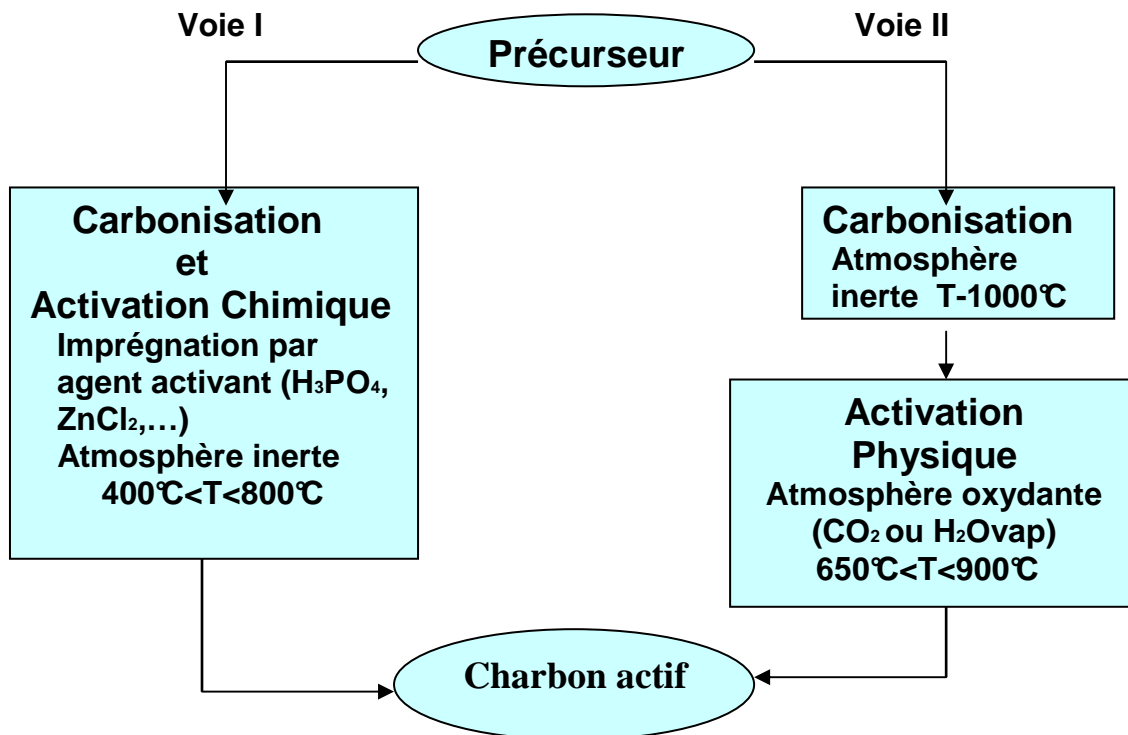 Voie I
Voie II
Précurseur
Carbonisation
et
Activation Chimique
Imprégnation par
agent activant (H₃PO₄,
ZnCl₂,…)
Atmosphère inerte
400°C<T<800°C
Carbonisation
Atmosphère
inerte T-1000°C
Activation
Physique
Atmosphère oxydante
(CO₂ ou H₂Ovap)
650°C<T<900°C
Charbon actif